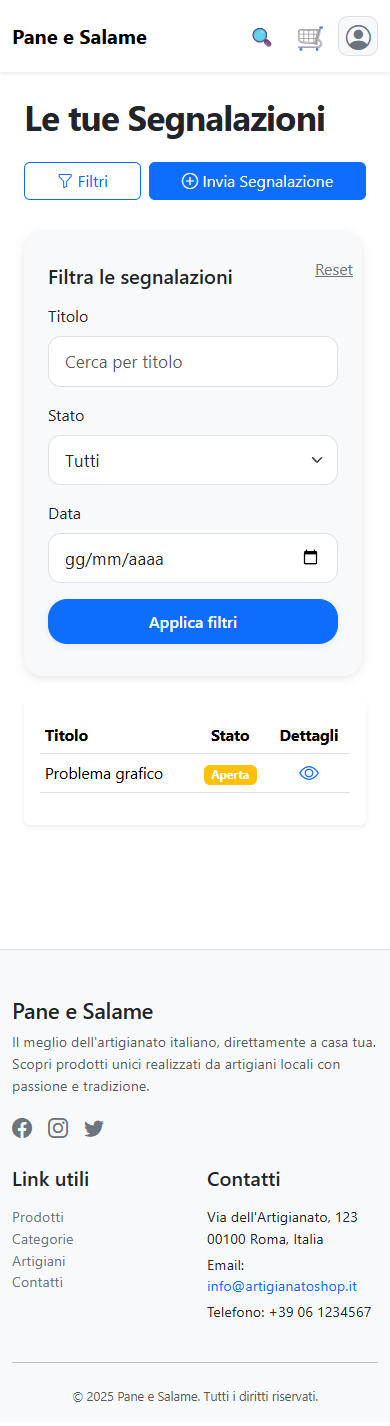 Pane e Salame
Le tue Segnalazioni
Filtri
Invia Segnalazione
Filtra le segnalazioni
Reset
Titolo
Cerca per titolo
Stato
Tutti
Data
gg/mm/aaaa
Applica filtri
Titolo Stato Dettagli
Problema grafico Aperta
Pane e Salame
Il meglio dell'artigianato italiano, direttamente a casa tua.
Scopri prodotti unici realizzati da artigiani locali con
passione e tradizione.
Link utili
Prodotti
Categorie
Artigiani
Contatti
Contatti
Via dell'Artigianato, 123
00100 Roma, Italia
Email:
info@artigianatoshop.it
Telefono: +39 06 1234567
© 2025 Pane e Salame. Tutti i diritti riservati.